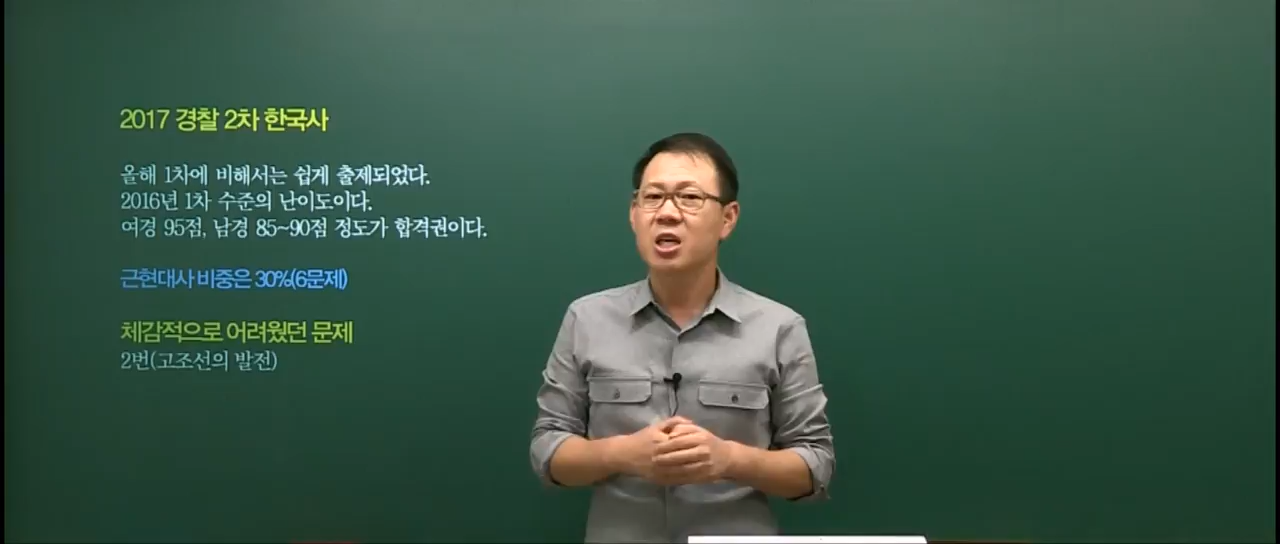 2017 경찰 2차 한국사
올해 1차에 비해서는 쉽게 출제되었다.
2016년 1차 수준의 난이도이다.
여경 95점, 남경 85~90점 정도가 합격권이다.
근현대사 비중은 30%(6문제)
체감적으로 어려웠던 문제
2번(고조선의 발전)